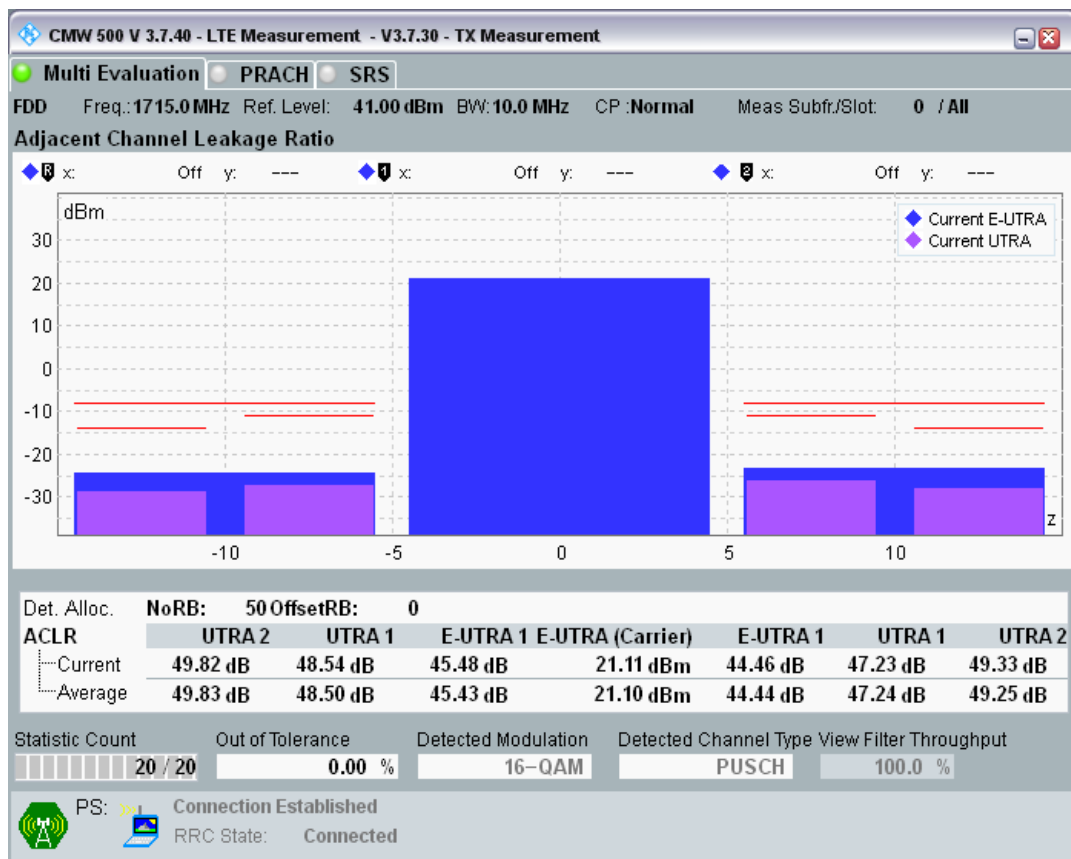 CMW 500 V 3.7.40 - LTE Measurement - V3.7.30 - TX Measurement
Multi Evaluation PRACH SRS
FDD Freq.:1715.0 MHz Ref. Level: 41.00 dBm BW:10.0 MHz CP :Normal Meas Subfr./Slot: 0 / All
Adjacent Channel Leakage Ratio
R x: Off y: --- 1 x: Off y: --- 2 x: Off y: ---
dBm
Current E-UTRA
Current UTRA
30
20
10
0
-10
-20
-30
z
-10 -5 0 5 10
Det. Alloc. NoRB: 50 OffsetRB: 0
ACLR UTRA 2 UTRA 1 E-UTRA 1 E-UTRA (Carrier) E-UTRA 1 UTRA 1 UTRA 2
Current 49.82 dB 48.54 dB 45.48 dB 21.11 dBm 44.46 dB 47.23 dB 49.33 dB
Average 49.83 dB 48.50 dB 45.43 dB 21.10 dBm 44.44 dB 47.24 dB 49.25 dB
Statistic Count Out of Tolerance Detected Modulation Detected Channel Type View Filter Throughput
20 / 20 0.00 % 16-QAM PUSCH 100.0 %
PS: Connection Established
RRC State: Connected